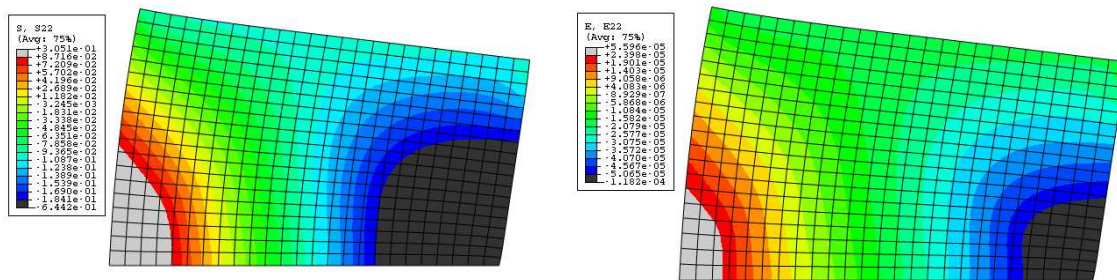 S, S22
(Avg: 75%)
+3.051e-01
+8.716e-02
+7.209e-02
+5.702e-02
+4.196e-02
+2.689e-02
+1.182e-02
-3.245e-03
-1.831e-02
-3.338e-02
-4.845e-02
-6.351e-02
-7.858e-02
-9.365e-02
-1.087e-01
-1.238e-01
-1.389e-01
-1.539e-01
-1.690e-01
-1.841e-01
-6.442e-01
E, E22
(Avg: 75%)
+5.596e-05
+2.398e-05
+1.901e-05
+1.403e-05
+9.058e-06
+4.083e-06
-8.929e-07
-5.868e-06
-1.084e-05
-1.582e-05
-2.079e-05
-2.577e-05
-3.075e-05
-3.572e-05
-4.070e-05
-4.567e-05
-5.065e-05
-1.182e-04